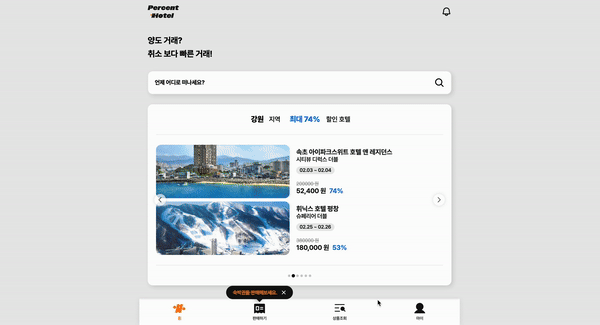 Percent
#Hotel
양도 거래?
취소 보다 빠른 거래!
언제 어디로 떠나세요?
강원 지역 최대 74% 할인 호텔
속초 아이파크스위트 호텔 앤 레지던스
시티뷰 디럭스 더블
02.03 ~ 02.04
200000 원
52,400 원 74%
휘닉스 호텔 평창
슈페리어 더블
02.25 ~ 02.26
380000 원
180,000 원 53%
숙박권을 판매해보세요. ✕
홈
판매하기
상품조회
마이